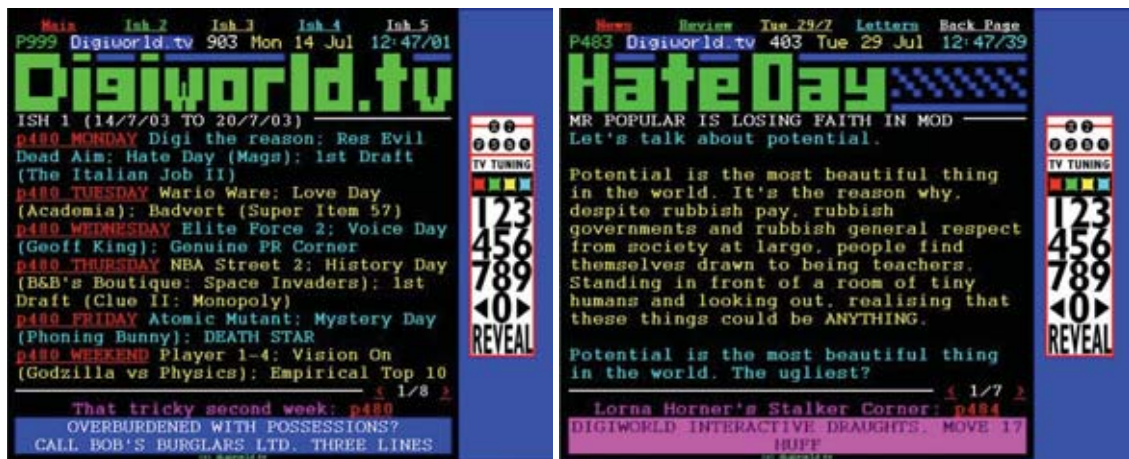 Main Ish 2 Ish 3 Ish 4 Ish 5
P999 Digiworld.tv 903 Mon 14 Jul 12:47/01
Digiworld.tv
ISH 1 (14/7/03 TO 20/7/03)
p480 MONDAY Digi the reason; Res Evil
Dead Aim; Hate Day (Mags); 1st Draft
(The Italian Job II)
p480 TUESDAY Wario Ware; Love Day
(Academia); Badvert (Super Item 57)
p480 WEDNESDAY Elite Force 2; Voice Day
(Geoff King); Genuine PR Corner
p480 THURSDAY NBA Street 2; History Day
(B&B's Boutique: Space Invaders); 1st
Draft (Clue II: Monopoly)
p480 FRIDAY Atomic Mutant; Mystery Day
(Phoning Bunny); DEATH STAR
p480 WEEKEND Player 1-4; Vision On
(Godzilla vs Physics); Empirical Top 10
< 1/8 >
That tricky second week: p480
OVERBURDENED WITH POSSESSIONS?
CALL BOB'S BURGLARS LTD. THREE LINES
TV TUNING
123
456
789
0
REVEAL
News Review Tue 29/7 Letters Back Page
P483 Digiworld.tv 403 Tue 29 Jul 12:47/39
Hate Day
MR POPULAR IS LOSING FAITH IN MOD
Let's talk about potential.
Potential is the most beautiful thing
in the world. It's the reason why,
despite rubbish pay, rubbish
governments and rubbish general respect
from society at large, people find
themselves drawn to being teachers.
Standing in front of a room of tiny
humans and looking out, realising that
these things could be ANYTHING.
Potential is the most beautiful thing
in the world. The ugliest?
< 1/7 >
Lorna Horner's Stalker Corner: p484
DIGIWORLD INTERACTIVE DRAUGHTS. MOVE 17
HUFF
TV TUNING
123
456
789
0
REVEAL